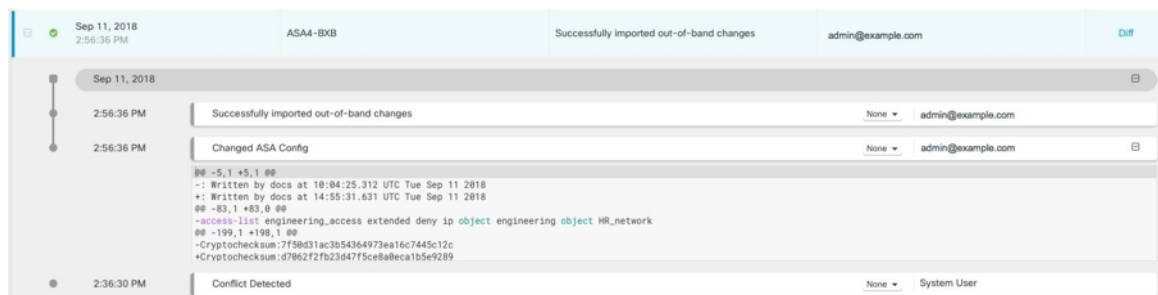 Sep 11, 2018
2:56:36 PM
ASA4-BXB
Successfully imported out-of-band changes
admin@example.com
Diff
Sep 11, 2018
2:56:36 PM Successfully imported out-of-band changes None admin@example.com
2:56:36 PM Changed ASA Config None admin@example.com
@@ -5,1 +5,1 @@
-: Written by docs at 10:04:25.312 UTC Tue Sep 11 2018
+: Written by docs at 14:55:31.631 UTC Tue Sep 11 2018
@@ -83,1 +83,0 @@
-access-list engineering_access extended deny ip object engineering object HR_network
@@ -199,1 +198,1 @@
-Cryptochecksum:7f50d31ac3b54364973ea16c7445c12c
+Cryptochecksum:d7062f2fb23d47f5ce8a0eca1b5e9289
2:36:30 PM Conflict Detected None System User